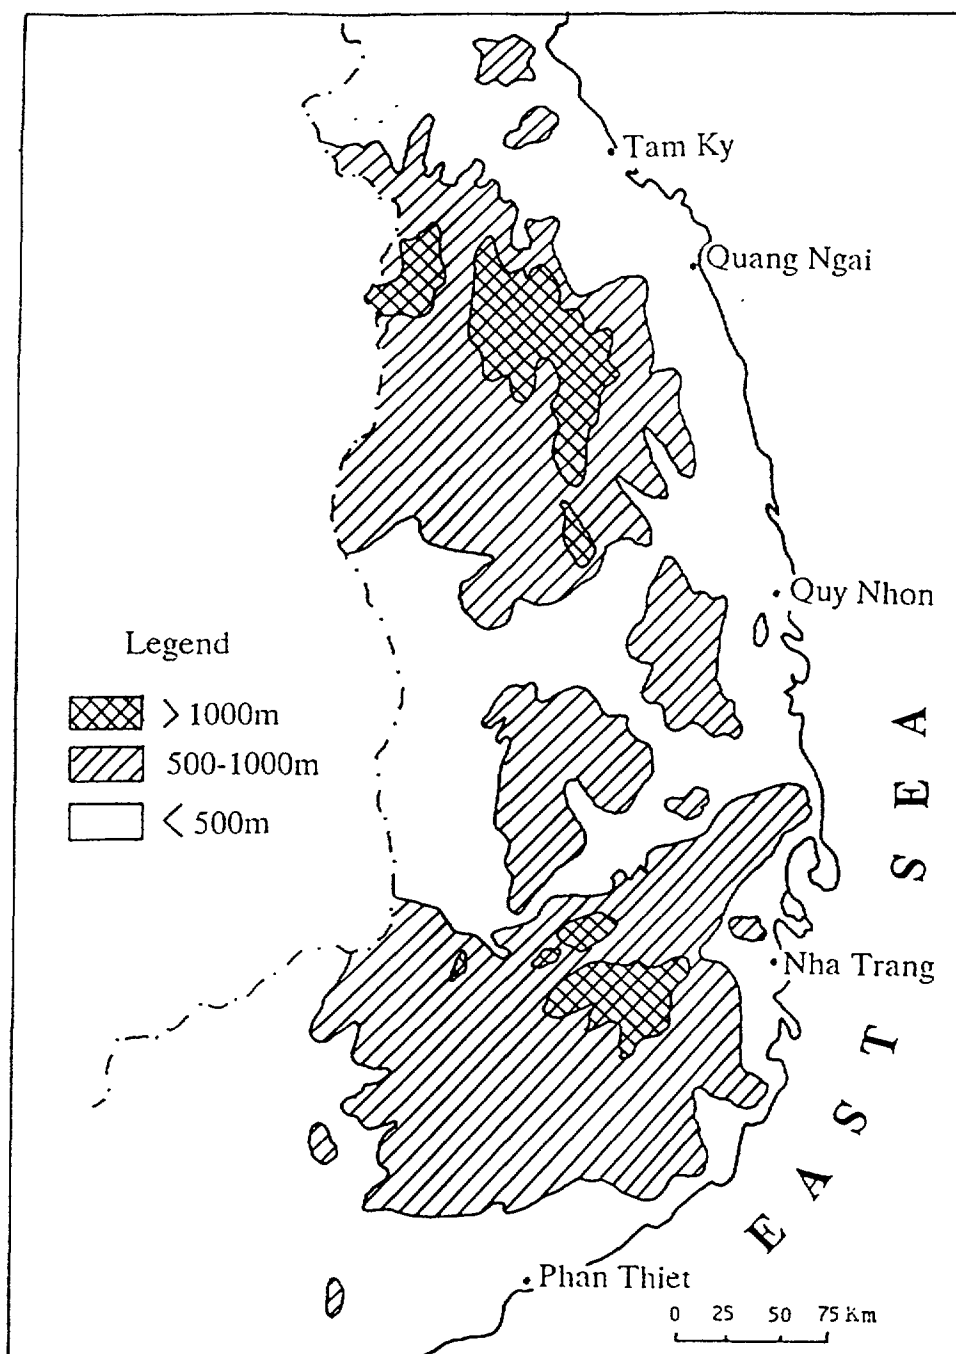 Tam Ky
Quang Ngai
Quy Nhon
Legend
> 1000m
500-1000m
< 500m
Nha Trang
EAST SEA
Phan Thiet
0 25 50 75 Km